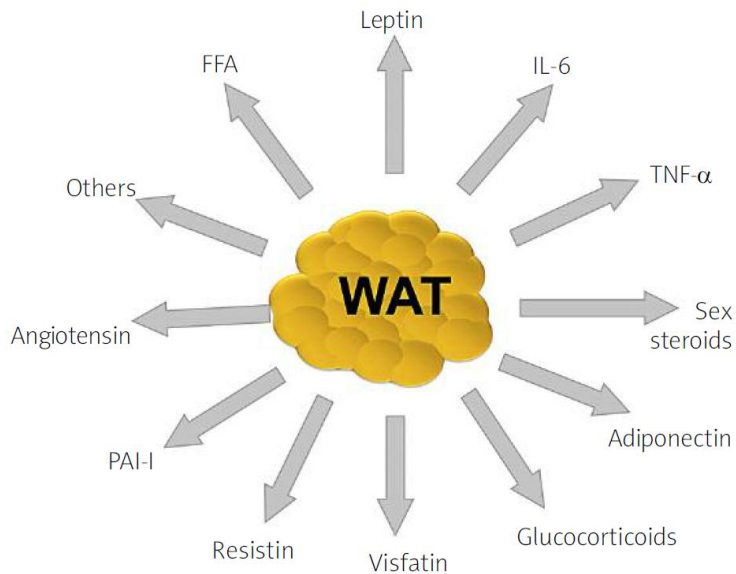 Leptin
FFA
IL-6
Others
TNF-α
WAT
Angiotensin
Sex
steroids
PAI-I
Adiponectin
Resistin
Visfatin
Glucocorticoids